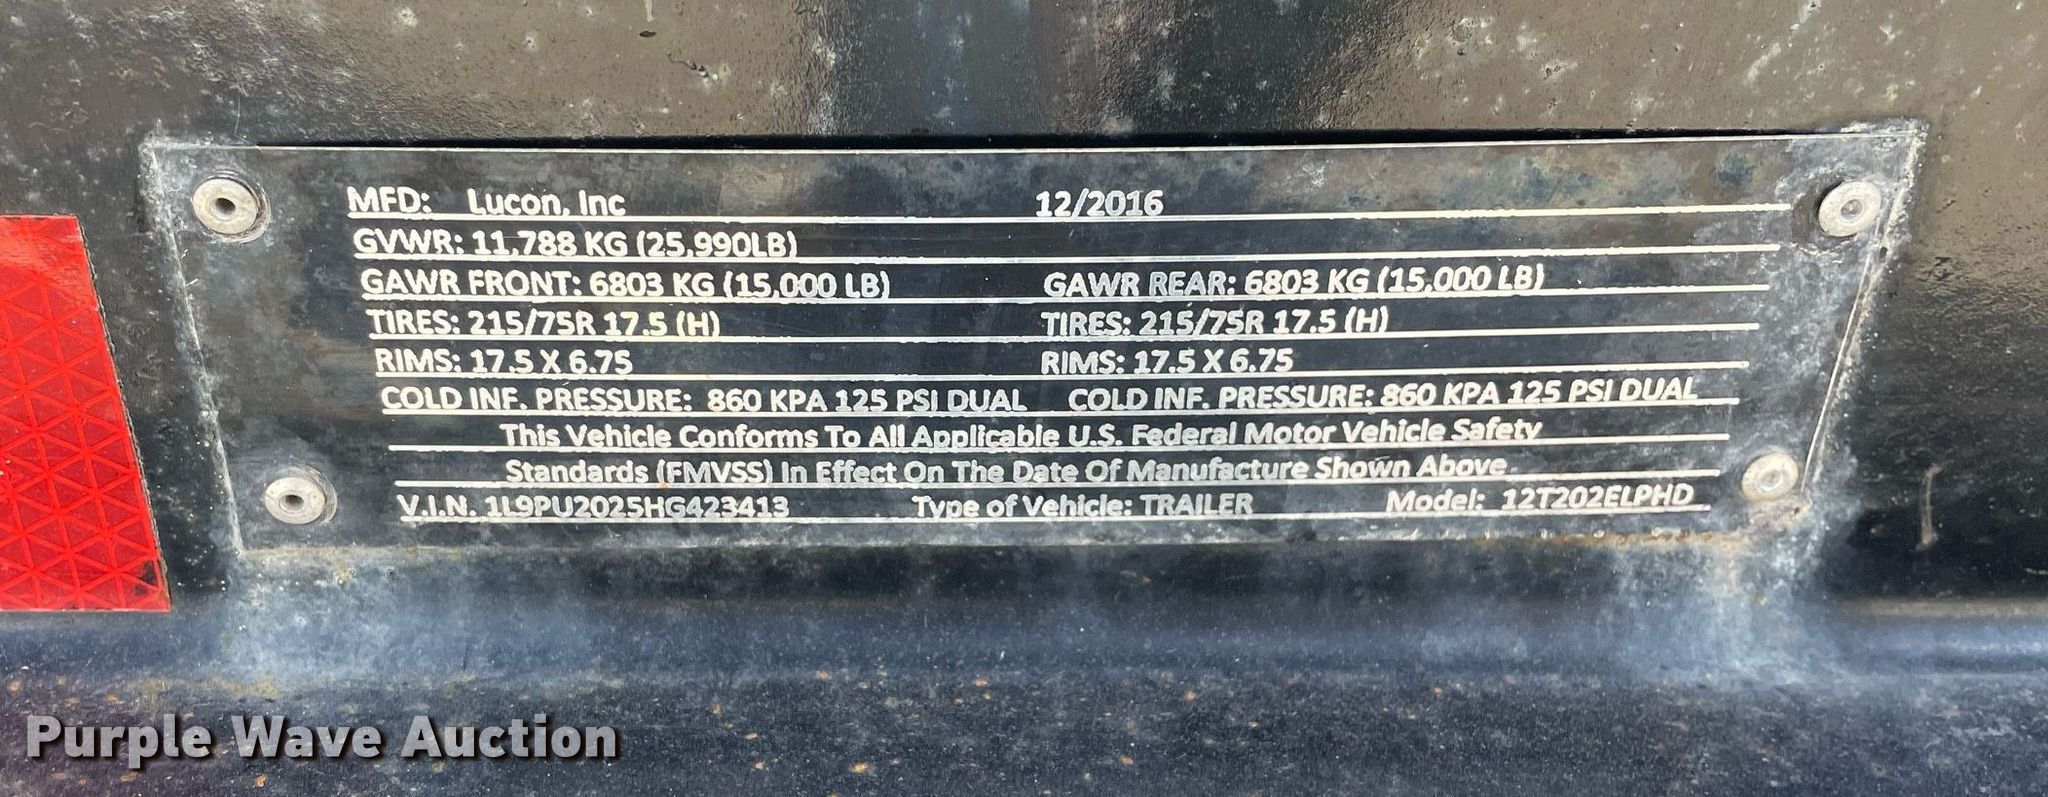 MFD: Lucon, Inc 12/2016
GVWR: 11,788 KG (25,990LB)
GAWR FRONT: 6803 KG (15,000 LB) GAWR REAR: 6803 KG (15,000 LB)
TIRES: 215/75R 17.5 (H) TIRES: 215/75R 17.5 (H)
RIMS: 17.5 X 6.75 RIMS: 17.5 X 6.75
COLD INF. PRESSURE: 860 KPA 125 PSI DUAL COLD INF. PRESSURE: 860 KPA 125 PSI DUAL
This Vehicle Conforms To All Applicable U.S. Federal Motor Vehicle Safety
Standards (FMVSS) In Effect On The Date Of Manufacture Shown Above
V.I.N. 1L9PU2025HG423413 Type of Vehicle: TRAILER Model: 12T202ELPHD
Purple Wave Auction